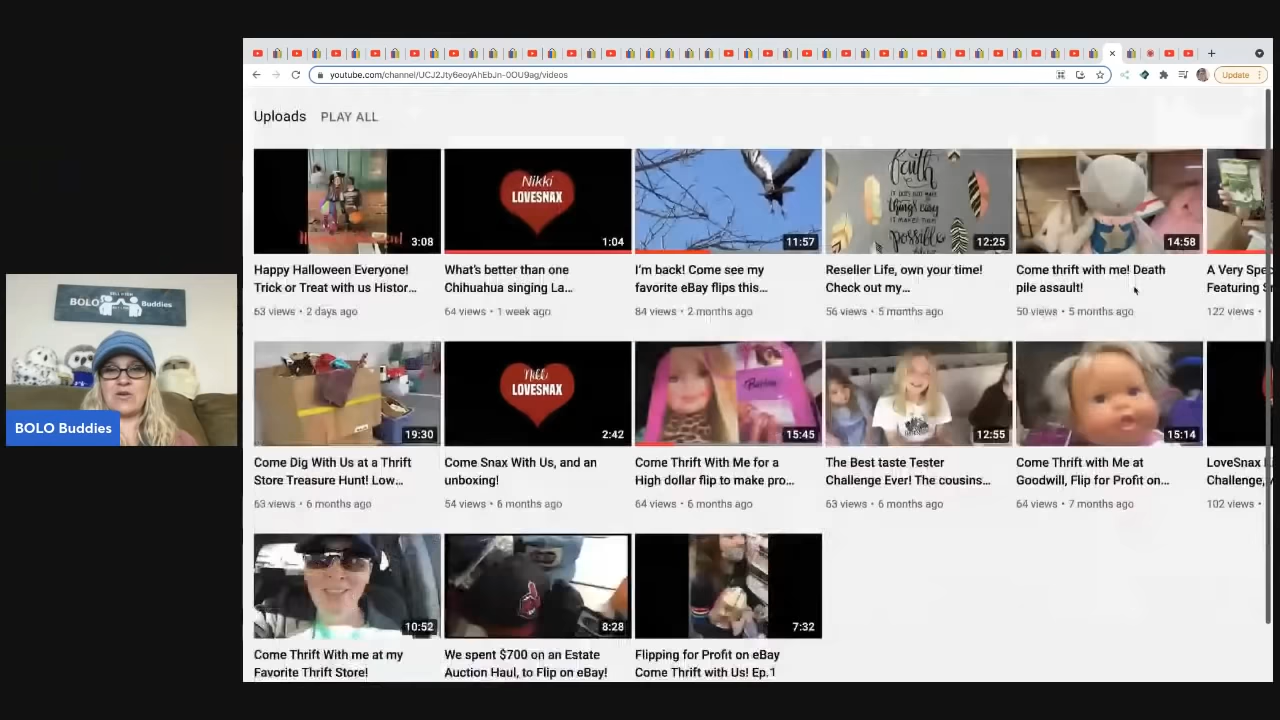 youtube.com/channel/UCJ2Jty6eoyAhEbJn-0OU9ag/videos
Update
Uploads PLAY ALL
3:08
Nikki
LOVESNAX
1:04
11:57
faith
things easy
it makes them
possible
12:25
14:58
Happy Halloween Everyone!
Trick or Treat with us Histor...
63 views • 2 days ago
What's better than one
Chihuahua singing La...
64 views • 1 week ago
I'm back! Come see my
favorite eBay flips this...
84 views • 2 months ago
Reseller Life, own your time!
Check out my...
56 views • 5 months ago
Come thrift with me! Death
pile assault!
50 views • 5 months ago
A Very Spec
Featuring S
122 views •
BOLO Buddies
BOLO Buddies
19:30
Nikki
LOVESNAX
2:42
Barbie
15:45
12:55
15:14
Come Dig With Us at a Thrift
Store Treasure Hunt! Low...
63 views • 6 months ago
Come Snax With Us, and an
unboxing!
54 views • 6 months ago
Come Thrift With Me for a
High dollar flip to make pro...
64 views • 6 months ago
The Best taste Tester
Challenge Ever! The cousins...
63 views • 6 months ago
Come Thrift with Me at
Goodwill, Flip for Profit on...
64 views • 7 months ago
LoveSnax
Challenge,
102 views •
10:52
8:28
7:32
Come Thrift With me at my
Favorite Thrift Store!
We spent $700 on an Estate
Auction Haul, to Flip on eBay!
Flipping for Profit on eBay
Come Thrift with Us! Ep.1